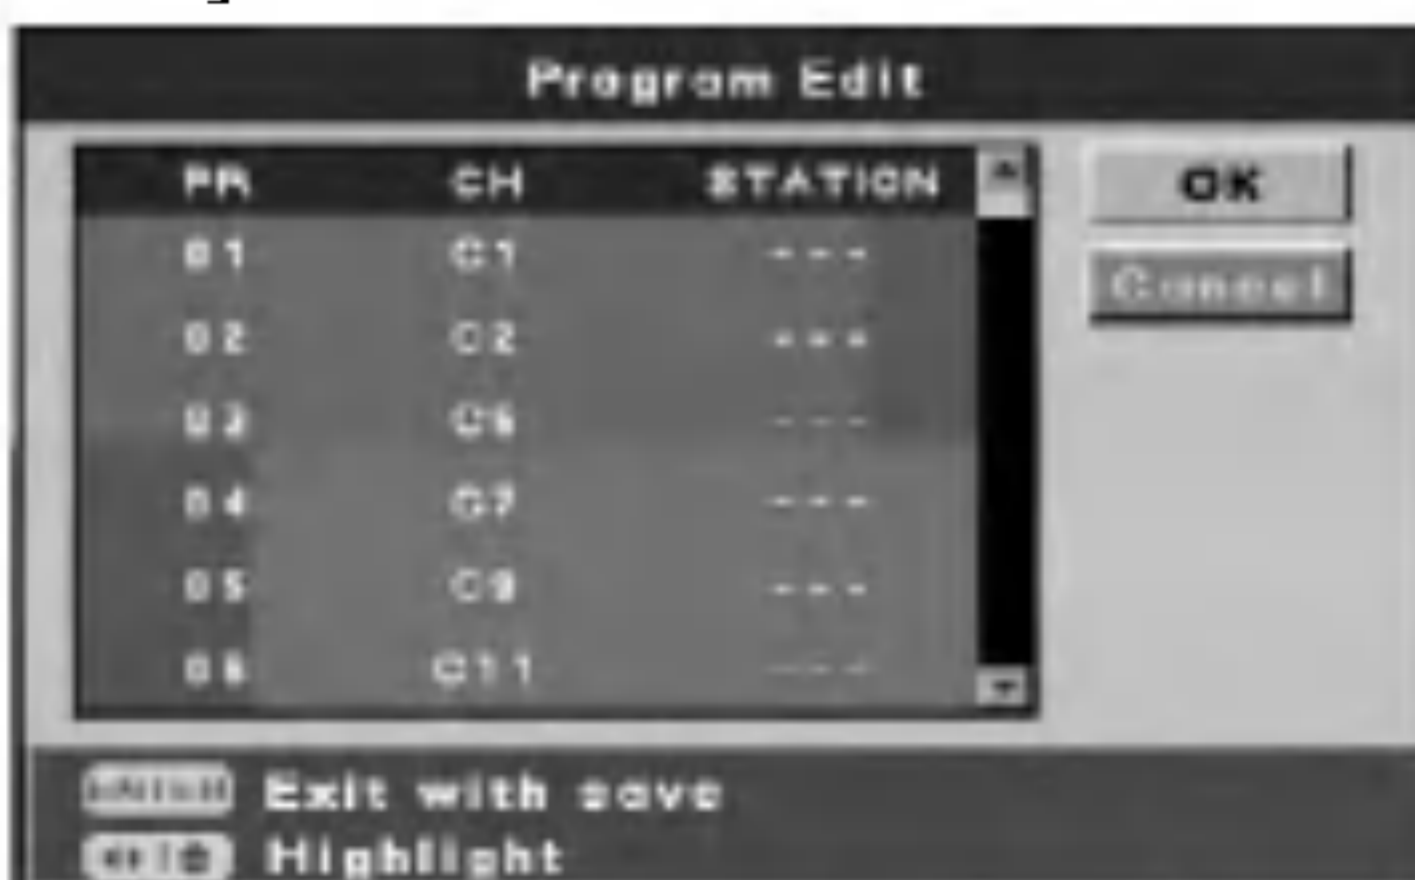 Program Edit
PR CH STATION
01 C1 ---
02 C2 ---
03 C5 ---
04 C7 ---
05 C9 ---
06 C11 ---
OK
Cancel
Exit with save
Highlight